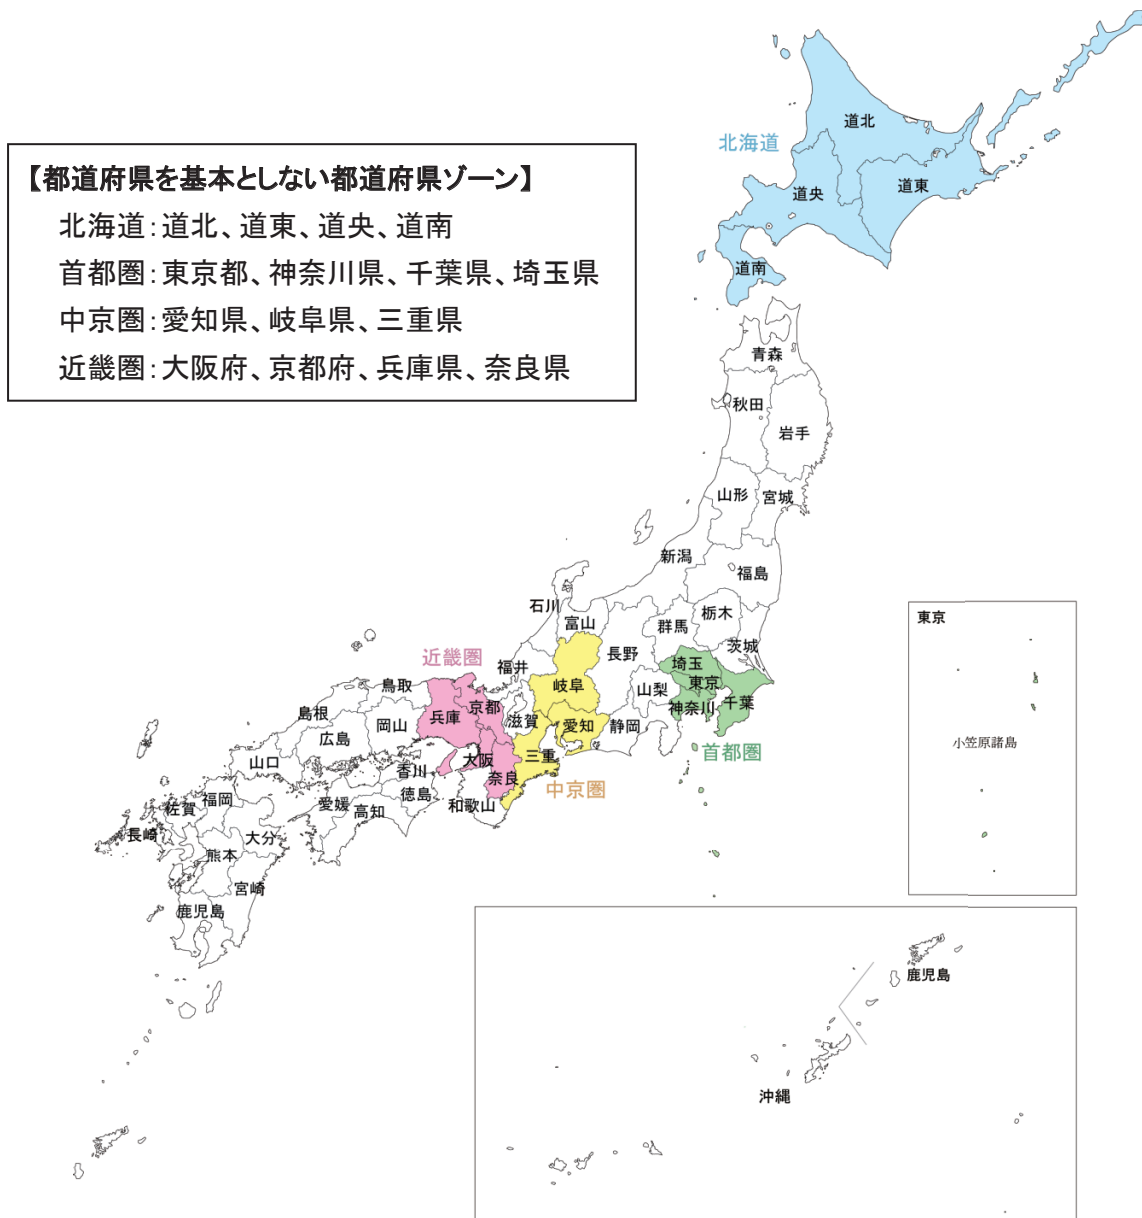 【都道府県を基本としない都道府県ゾーン】
北海道：道北、道東、道央、道南
首都圏：東京都、神奈川県、千葉県、埼玉県
中京圏：愛知県、岐阜県、三重県
近畿圏：大阪府、京都府、兵庫県、奈良県
北海道
道北
道央
道東
道南
青森
秋田
岩手
山形
宮城
新潟
福島
石川
富山
群馬
栃木
茨城
長野
福井
近畿圏
岐阜
埼玉
東京
山梨
神奈川
千葉
鳥取
京都
兵庫
滋賀
愛知
静岡
首都圏
島根
岡山
広島
山口
大阪
三重
奈良
中京圏
香川
徳島
和歌山
愛媛
高知
福岡
佐賀
長崎
大分
熊本
宮崎
鹿児島
東京
小笠原諸島
鹿児島
沖縄